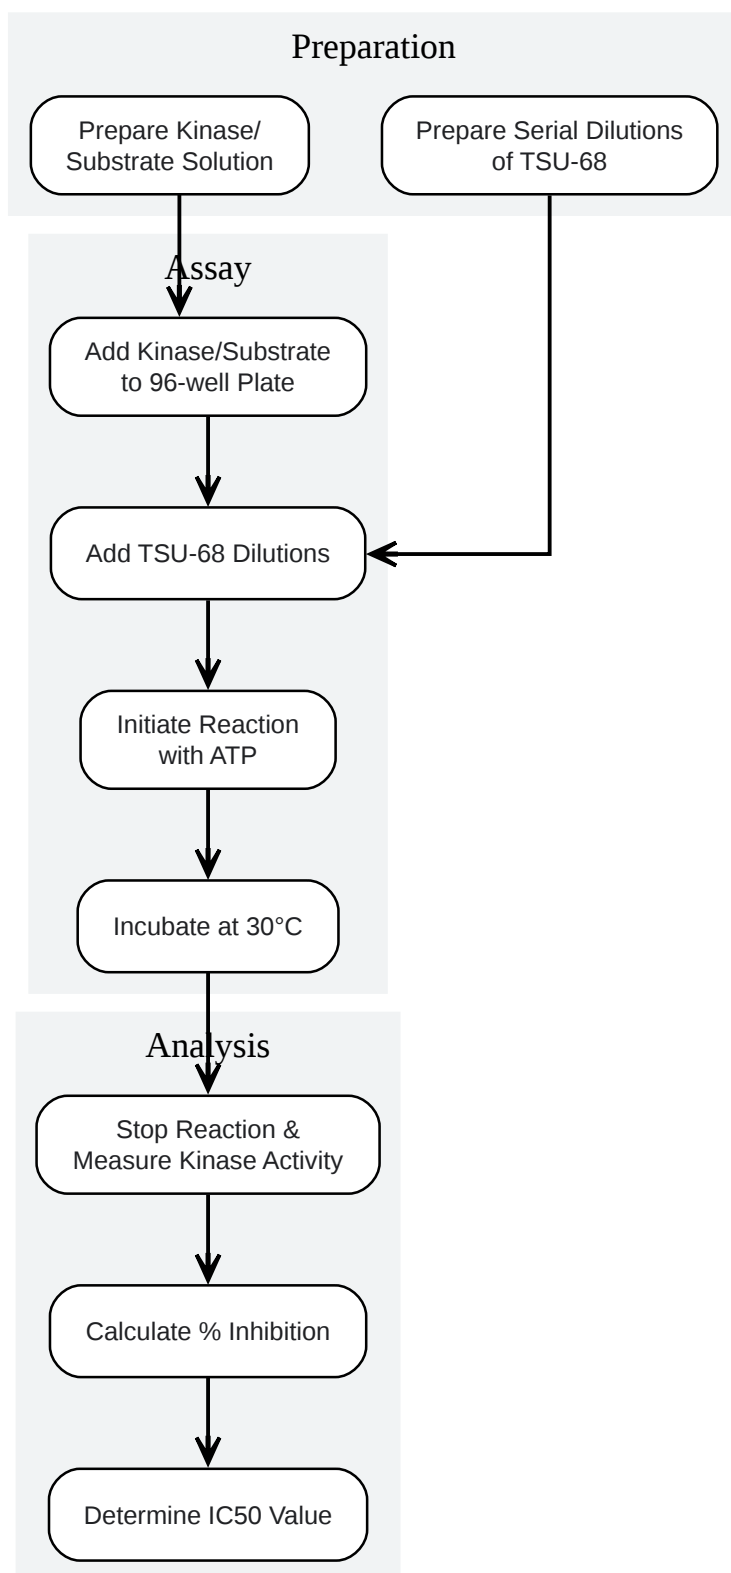 Preparation
Prepare Kinase/
Substrate Solution
Prepare Serial Dilutions
of TSU-68
Assay
Add Kinase/Substrate
to 96-well Plate
Add TSU-68 Dilutions
Initiate Reaction
with ATP
Incubate at 30°C
Analysis
Stop Reaction &
Measure Kinase Activity
Calculate % Inhibition
Determine IC50 Value